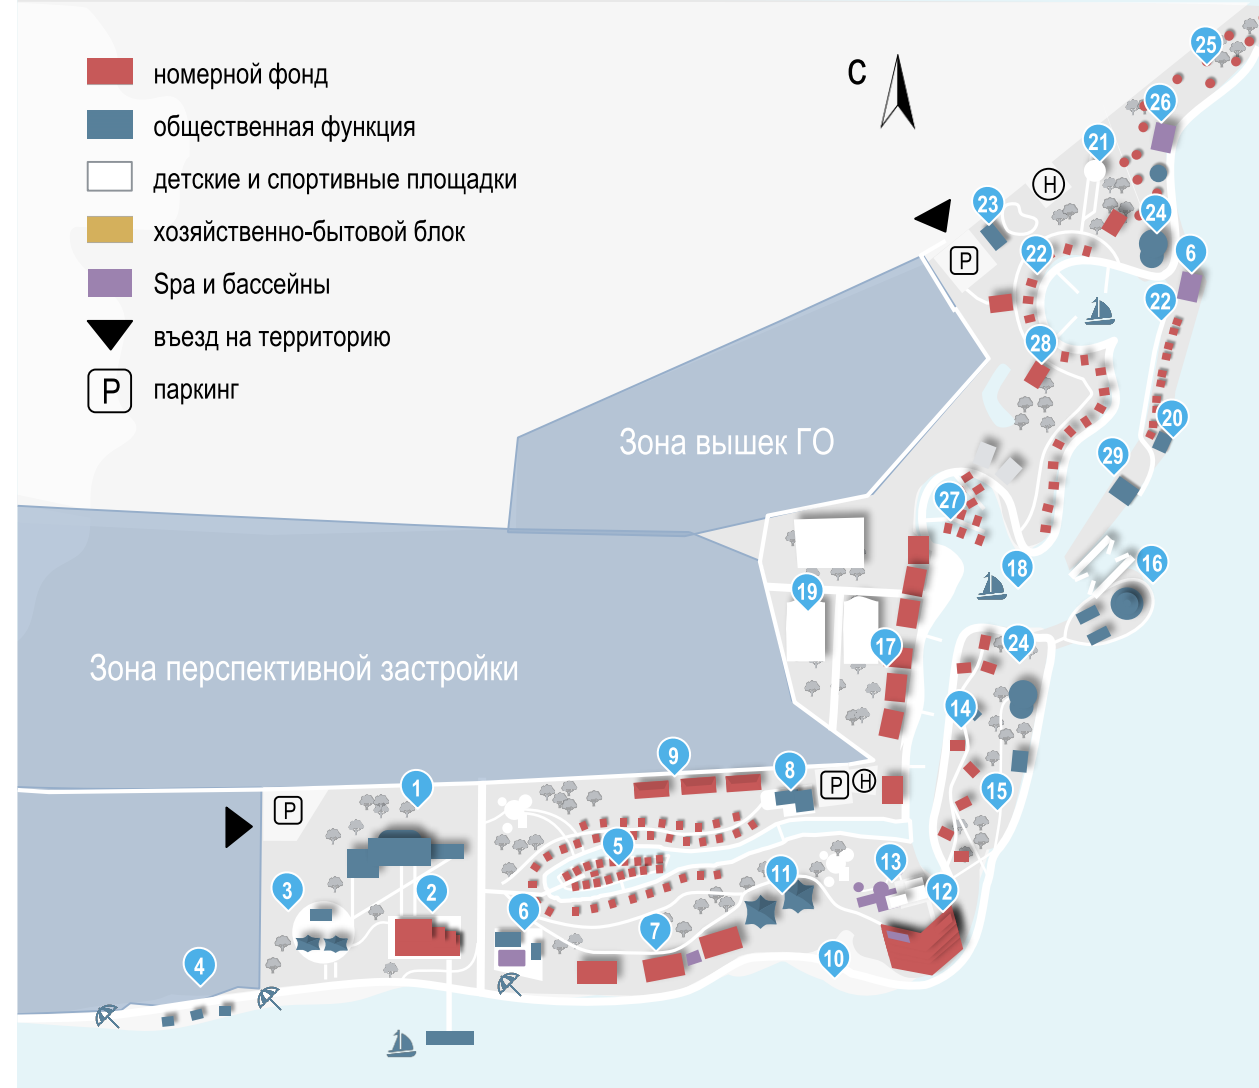 номерной фонд
общественная функция
детские и спортивные площадки
хозяйственно-бытовой блок
Spa и бассейны
въезд на территорию
P паркинг
С
25
26
21
H
23
24
22
P
6
22
28
20
29
27
18
16
19
17
24
14
15
Зона вышек ГО
Зона перспективной застройки
9
8
P
H
1
P
5
13
11
12
3
2
6
7
10
4